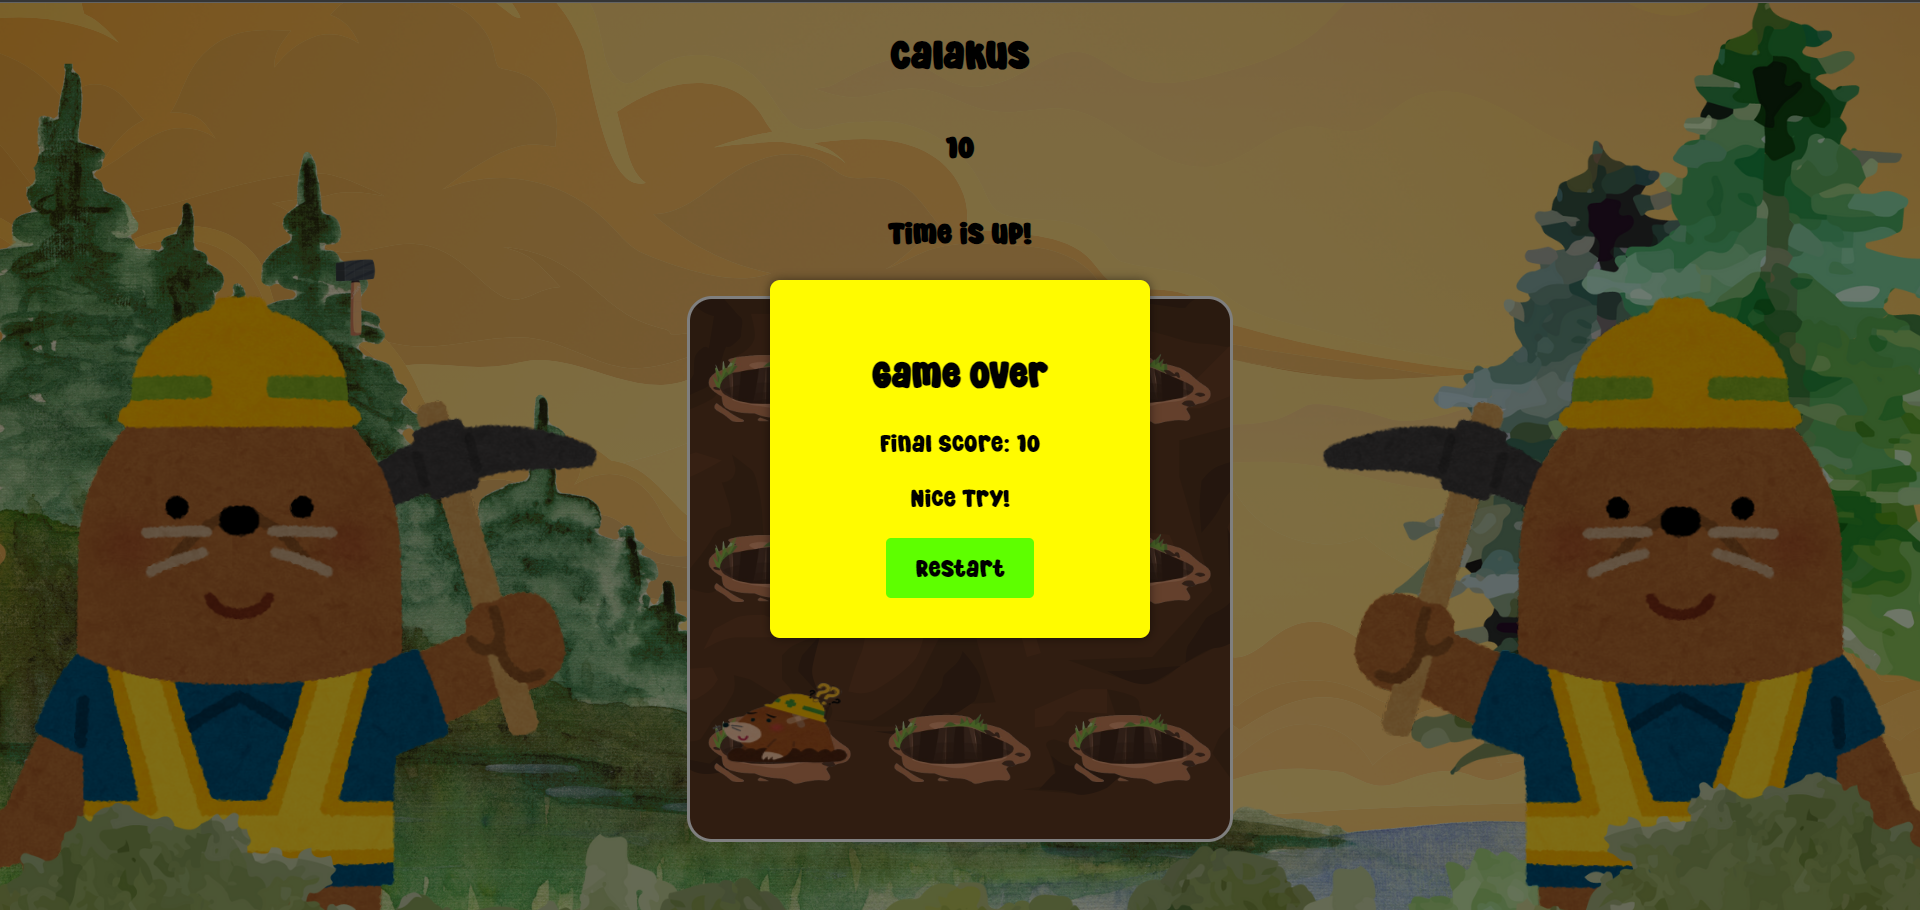 Calakus
10
Time is UP!
Game Over
Final Score: 10
Nice Try!
Restart
??